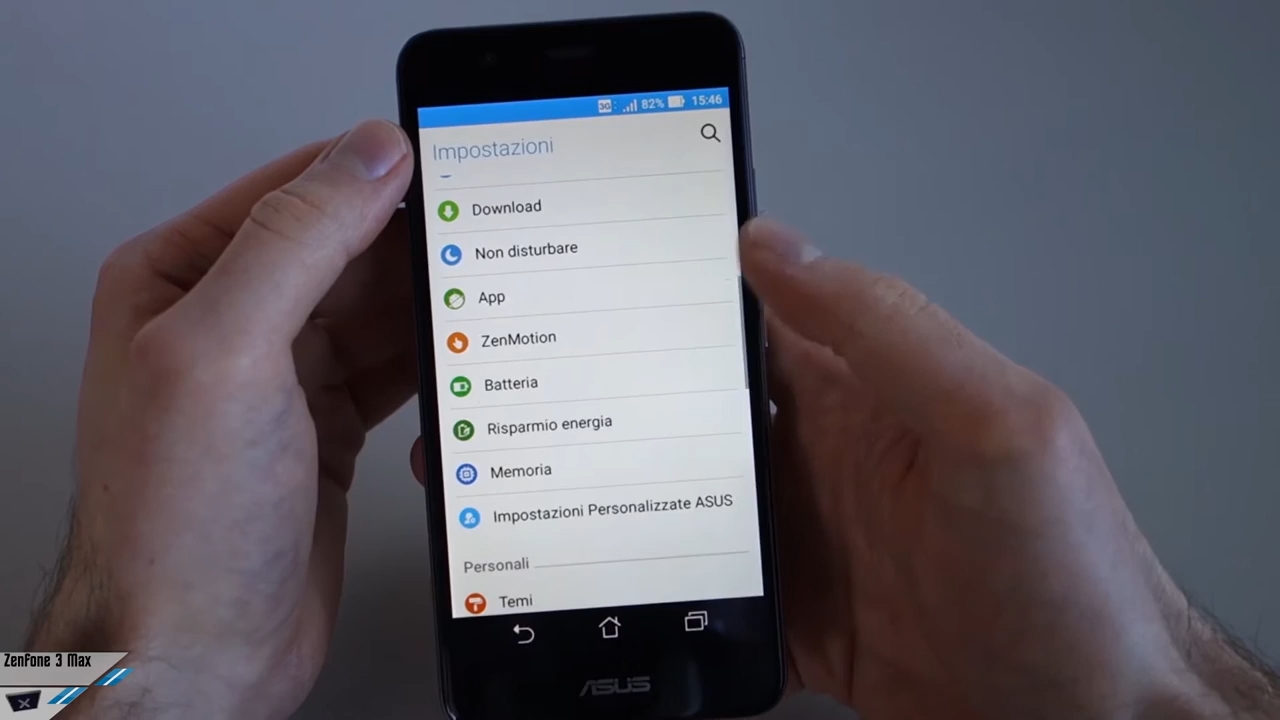 3G 82% 15:46
Impostazioni
Download
Non disturbare
App
ZenMotion
Batteria
Risparmio energia
Memoria
Impostazioni Personalizzate ASUS
Personali
Temi
ASUS
ZenFone 3 Max
X